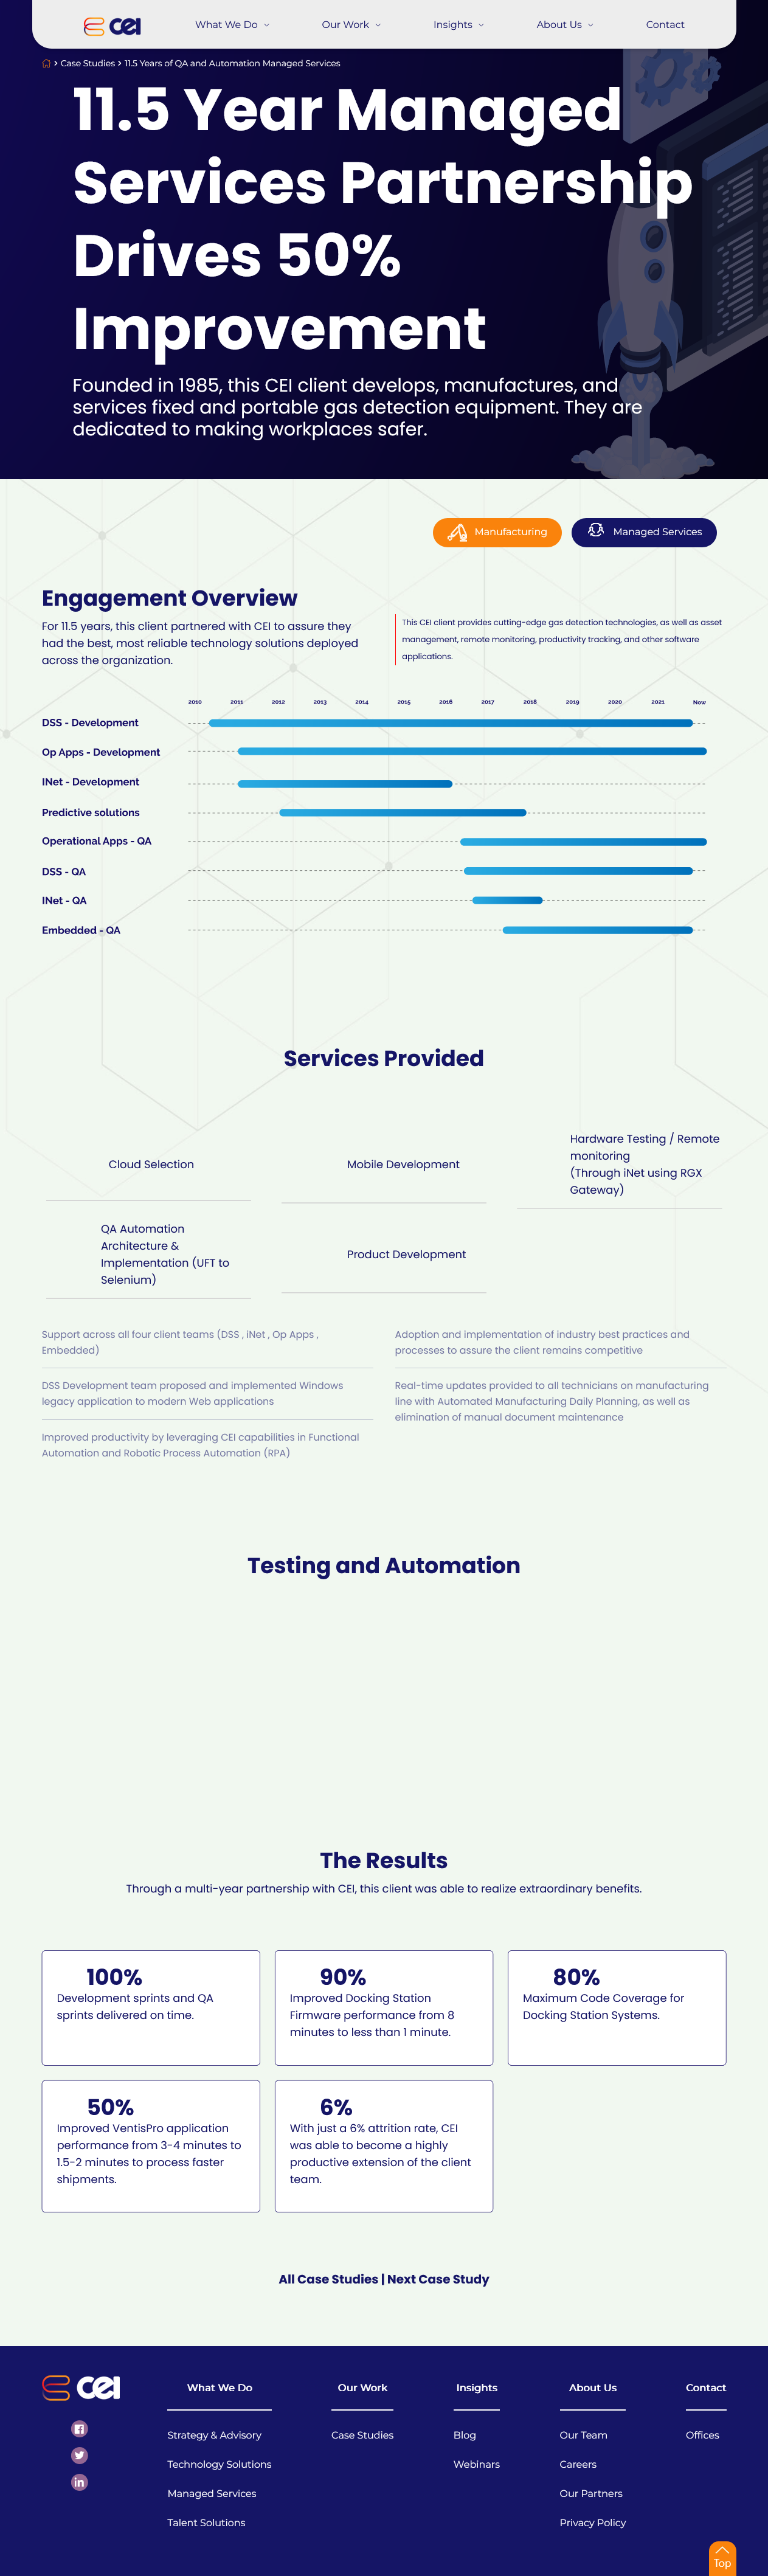 CEI
What We Do
Our Work
Insights
About Us
Contact
Case Studies
11.5 Years of QA and Automation Managed Services
11.5 Year Managed
Services Partnership
Drives 50%
Improvement
Founded in 1985, this CEI client develops, manufactures, and
services fixed and portable gas detection equipment. They are
dedicated to making workplaces safer.
Manufacturing
Managed Services
Engagement Overview
For 11.5 years, this client partnered with CEI to assure they
had the best, most reliable technology solutions deployed
across the organization.
This CEI client provides cutting-edge gas detection technologies, as well as asset
management, remote monitoring, productivity tracking, and other software
applications.
2010 2011 2012 2013 2014 2015 2016 2017 2018 2019 2020 2021 Now
DSS - Development
Op Apps - Development
INet - Development
Predictive solutions
Operational Apps - QA
DSS - QA
INet - QA
Embedded - QA
Services Provided
Cloud Selection
Mobile Development
Hardware Testing / Remote
monitoring
(Through iNet using RGX
Gateway)
QA Automation
Architecture &
Implementation (UFT to
Selenium)
Product Development
Support across all four client teams (DSS , iNet , Op Apps ,
Embedded)
Adoption and implementation of industry best practices and
processes to assure the client remains competitive
DSS Development team proposed and implemented Windows
legacy application to modern Web applications
Real-time updates provided to all technicians on manufacturing
line with Automated Manufacturing Daily Planning, as well as
elimination of manual document maintenance
Improved productivity by leveraging CEI capabilities in Functional
Automation and Robotic Process Automation (RPA)
Testing and Automation
The Results
Through a multi-year partnership with CEI, this client was able to realize extraordinary benefits.
100%
Development sprints and QA
sprints delivered on time.
90%
Improved Docking Station
Firmware performance from 8
minutes to less than 1 minute.
80%
Maximum Code Coverage for
Docking Station Systems.
50%
Improved VentisPro application
performance from 3-4 minutes to
1.5-2 minutes to process faster
shipments.
6%
With just a 6% attrition rate, CEI
was able to become a highly
productive extension of the client
team.
All Case Studies | Next Case Study
CEI
What We Do
Strategy & Advisory
Technology Solutions
Managed Services
Talent Solutions
Our Work
Case Studies
Insights
Blog
Webinars
About Us
Our Team
Careers
Our Partners
Privacy Policy
Contact
Offices
Top